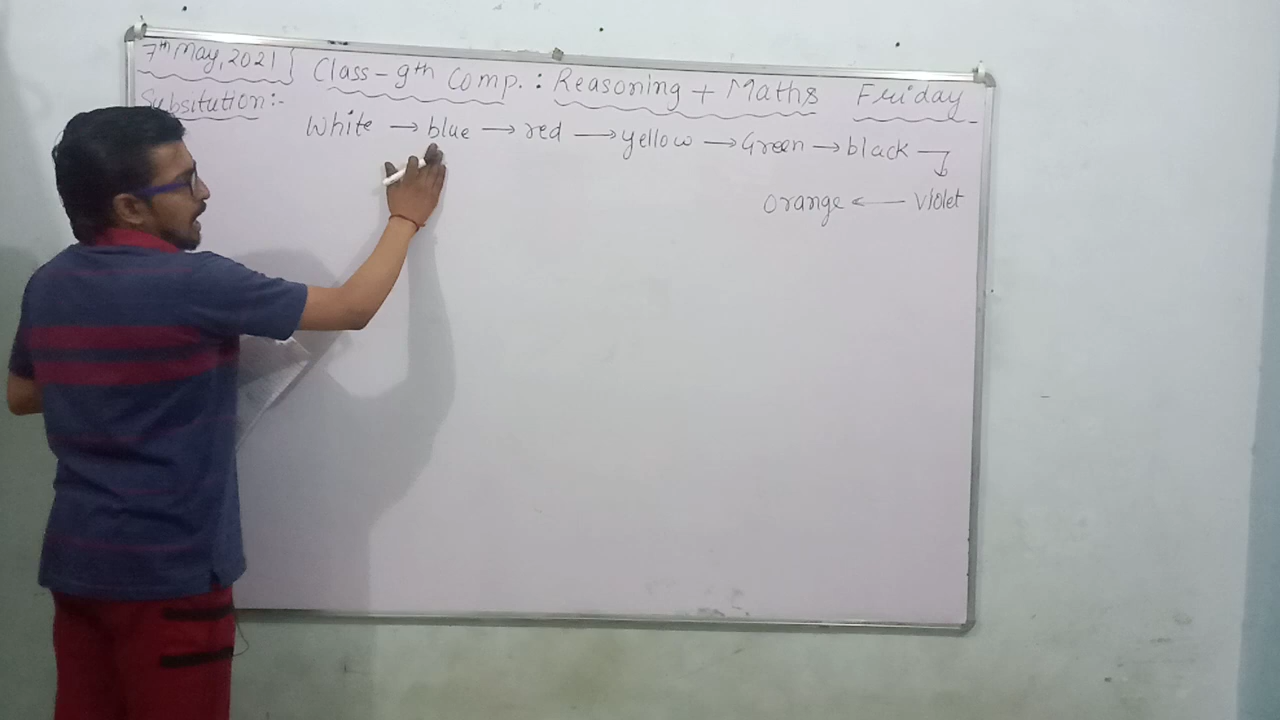 7th May, 2021 Class - 9th Comp. : Reasoning + Maths Friday
Subsitution :-
White → blue → red → yellow → Green → black →
orange ← violet